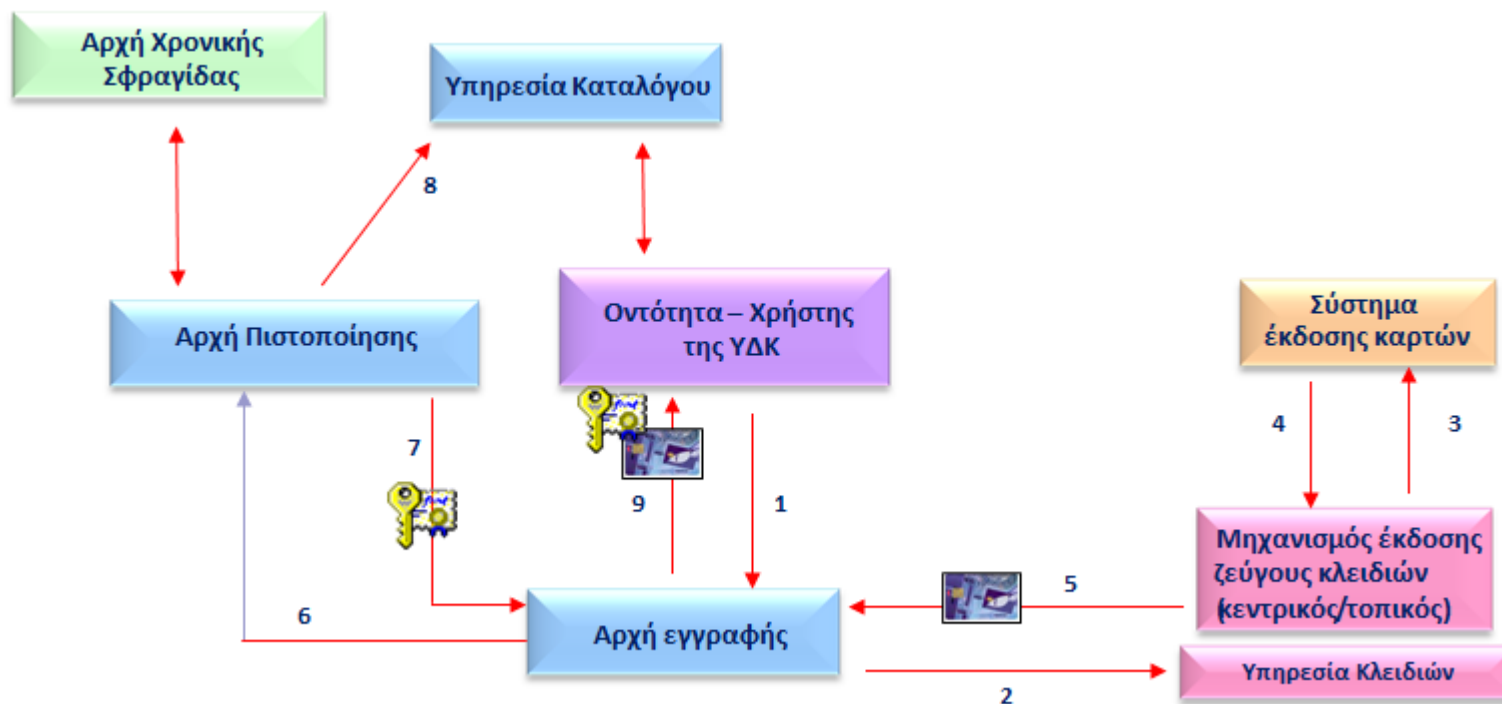 Αρχή Χρονικής
Σφραγίδας
Υπηρεσία Καταλόγου
8
Αρχή Πιστοποίησης
Οντότητα – Χρήστης
της ΥΔΚ
Σύστημα
έκδοσης καρτών
7
9
1
4
3
Μηχανισμός έκδοσης
ζεύγους κλειδιών
(κεντρικός/τοπικός)
5
6
Αρχή εγγραφής
2
Υπηρεσία Κλειδιών